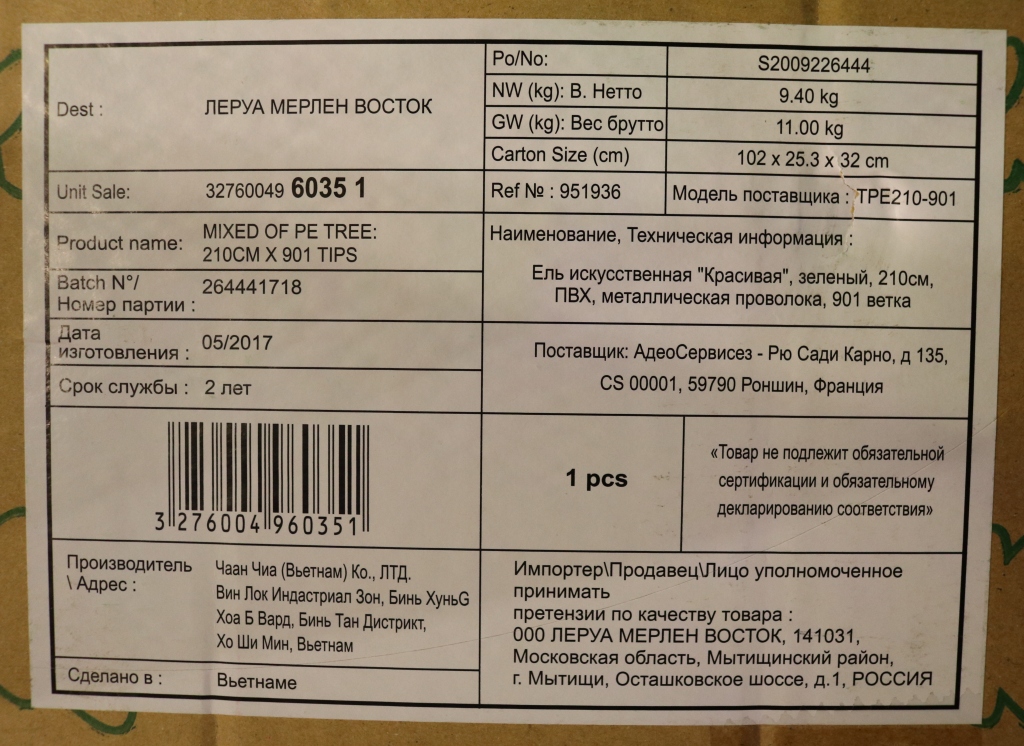 Dest :
ЛЕРУА МЕРЛЕН ВОСТОК
Po/No:
S2009226444
NW (kg): В. Нетто
9.40 kg
GW (kg): Вес брутто
11.00 kg
Carton Size (cm)
102 x 25.3 x 32 cm
Unit Sale:
32760049 6035 1
Ref № : 951936
Модель поставщика : TPE210-901
Product name:
MIXED OF PE TREE:
210CM X 901 TIPS
Batch N°/
Номэр партии :
264441718
Наименование, Техническая информация :
Ель искусственная "Красивая", зеленый, 210см,
ПВХ, металлическая проволока, 901 ветка
Дата
изготовления :
05/2017
Срок службы :
2 лет
Поставщик: АдеоСервисез - Рю Сади Карно, д 135,
CS 00001, 59790 Роншин, Франция
3 276004 960351
1 pcs
«Товар не подлежит обязательной
сертификации и обязательному
декларированию соответствия»
Производитель
\ Адрес :
Чаан Чиа (Вьетнам) Ко., ЛТД.
Вин Лок Индастриал Зон, Бинь ХуньG
Хоа Б Вард, Бинь Тан Дистрикт,
Хо Ши Мин, Вьетнам
Сделано в :
Вьетнаме
Импортер\Продавец\Лицо уполномоченное
принимать
претензии по качеству товара :
ООО ЛЕРУА МЕРЛЕН ВОСТОК, 141031,
Московская область, Мытищинский район,
г. Мытищи, Осташковское шоссе, д.1, РОССИЯ